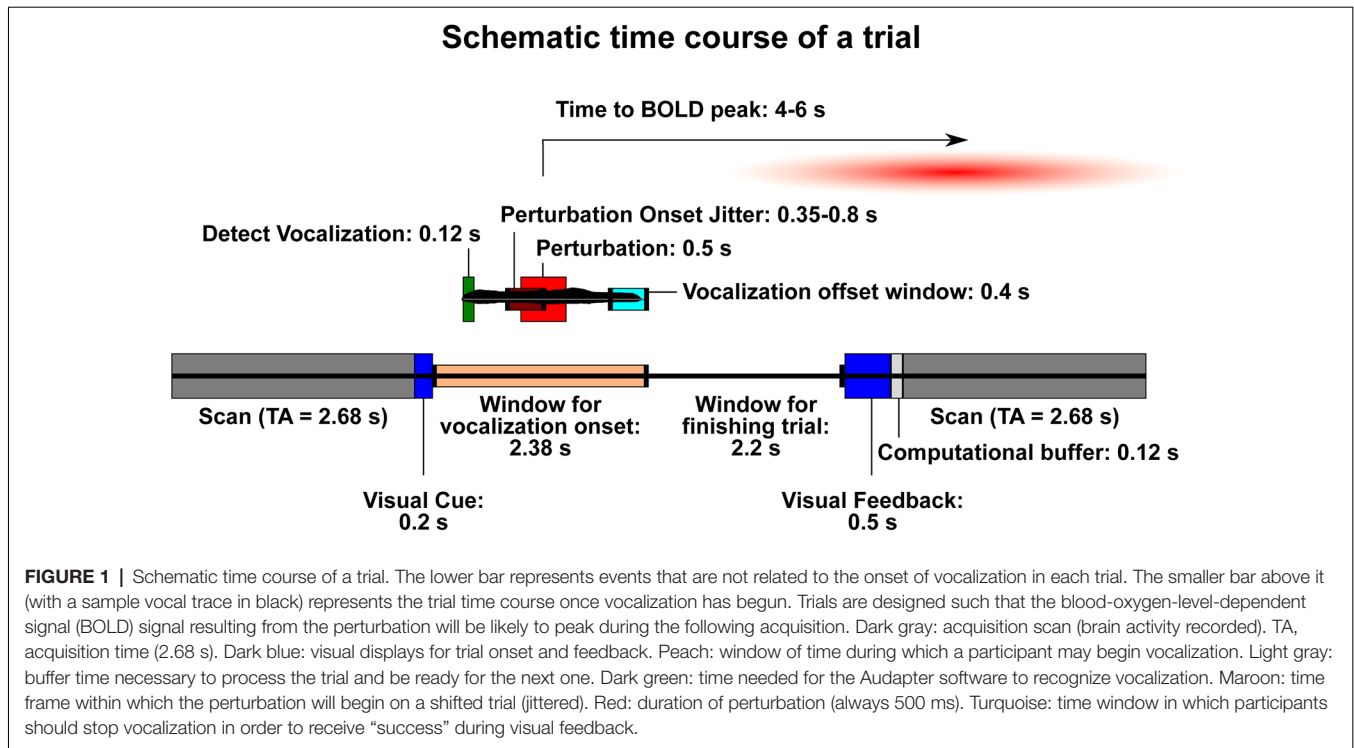 Schematic time course of a trial
Time to BOLD peak: 4-6 s
Perturbation Onset Jitter: 0.35-0.8 s
Detect Vocalization: 0.12 s
Perturbation: 0.5 s
Vocalization offset window: 0.4 s
Scan (TA = 2.68 s)
Window for
vocalization onset:
2.38 s
Window for
finishing trial:
2.2 s
Scan (TA = 2.68 s)
Computational buffer: 0.12 s
Visual Cue:
0.2 s
Visual Feedback:
0.5 s
FIGURE 1 | Schematic time course of a trial. The lower bar represents events that are not related to the onset of vocalization in each trial. The smaller bar above it
(with a sample vocal trace in black) represents the trial time course once vocalization has begun. Trials are designed such that the blood-oxygen-level-dependent
signal (BOLD) signal resulting from the perturbation will be likely to peak during the following acquisition. Dark gray: acquisition scan (brain activity recorded). TA,
acquisition time (2.68 s). Dark blue: visual displays for trial onset and feedback. Peach: window of time during which a participant may begin vocalization. Light gray:
buffer time necessary to process the trial and be ready for the next one. Dark green: time needed for the Audapter software to recognize vocalization. Maroon: time
frame within which the perturbation will begin on a shifted trial (jittered). Red: duration of perturbation (always 500 ms). Turquoise: time window in which participants
should stop vocalization in order to receive “success” during visual feedback.